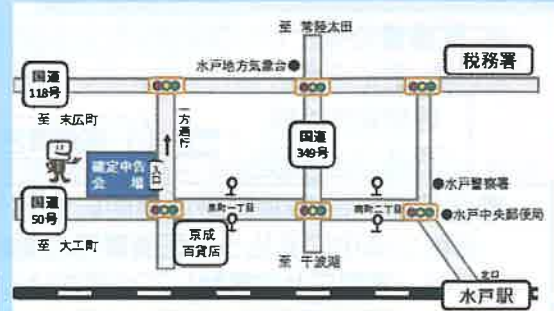 至 常陸太田
水戸地方気象台●
税務署
国道
118号
至 末広町
一方通行
国道
349号
確定申告
会 場
入口
●水戸警察署
国道
50号
泉町一丁目
南町二丁目
●水戸中央郵便局
京成
百貨店
至 大工町
至 千波湖
北口
水戸駅